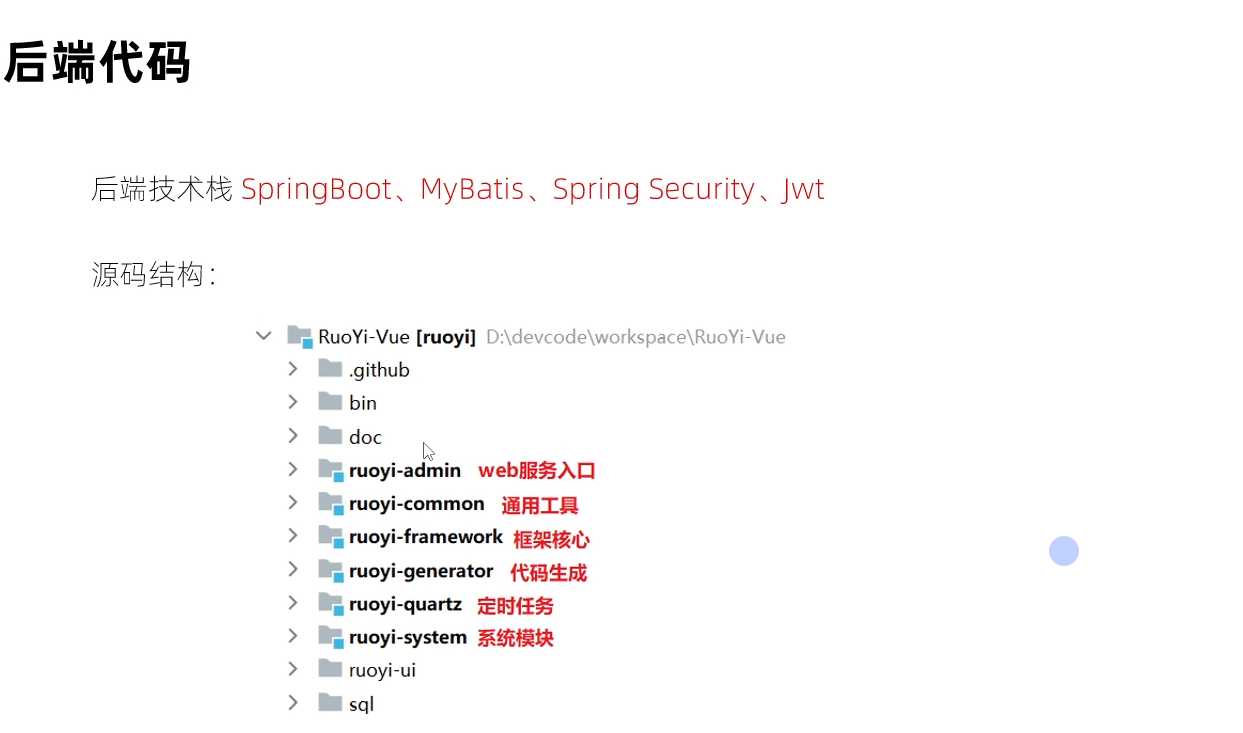 后端代码
后端技术栈 SpringBoot、MyBatis、Spring Security、Jwt
源码结构：
RuoYi-Vue [ruoyi] D:\devcode\workspace\RuoYi-Vue
.github
bin
doc
ruoyi-admin web服务入口
ruoyi-common 通用工具
ruoyi-framework 框架核心
ruoyi-generator 代码生成
ruoyi-quartz 定时任务
ruoyi-system 系统模块
ruoyi-ui
sql